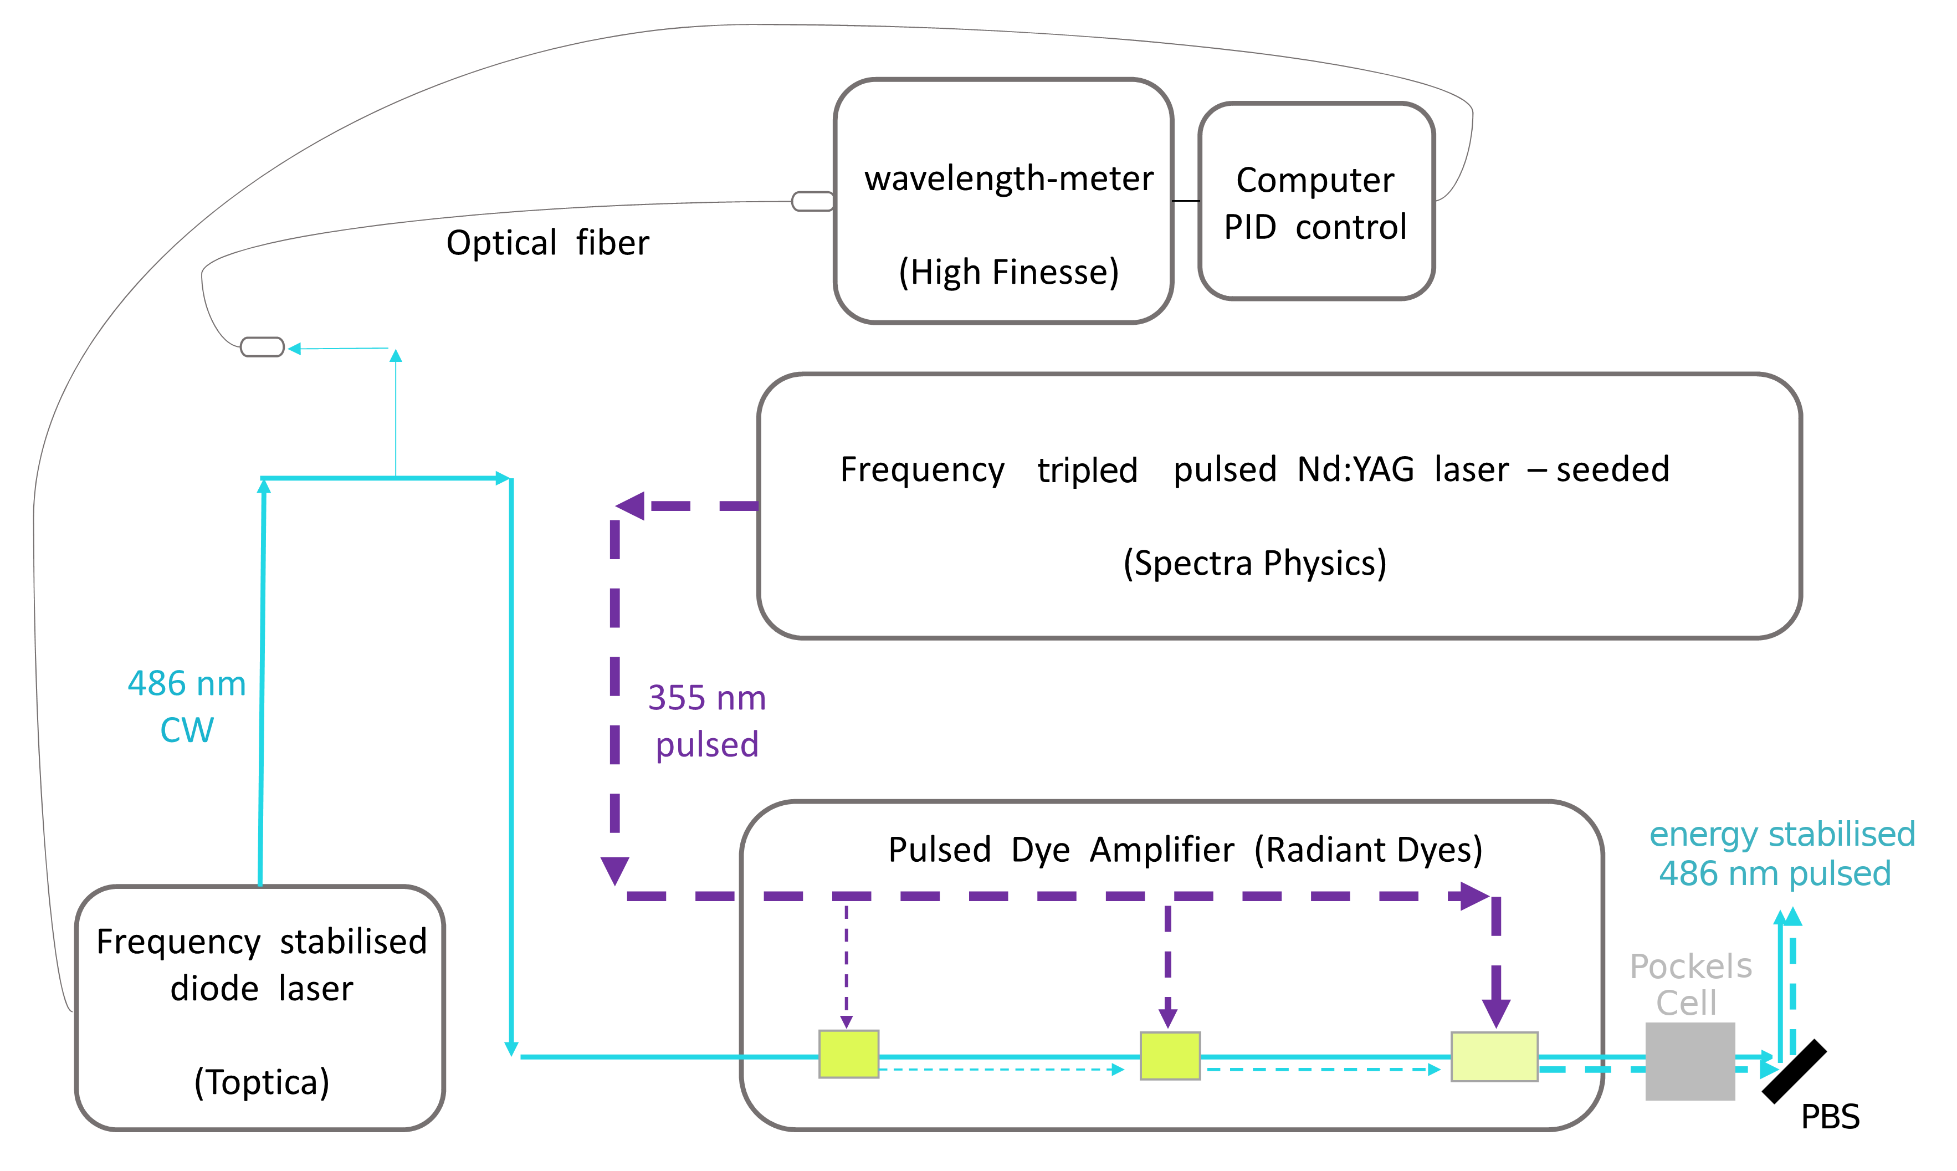 wavelength-meter
(High Finesse)
Computer
PID control
Optical fiber
Frequency tripled pulsed Nd:YAG laser – seeded
(Spectra Physics)
486 nm
CW
355 nm
pulsed
Pulsed Dye Amplifier (Radiant Dyes)
energy stabilised
486 nm pulsed
Frequency stabilised
diode laser
(Toptica)
Pockels
Cell
PBS